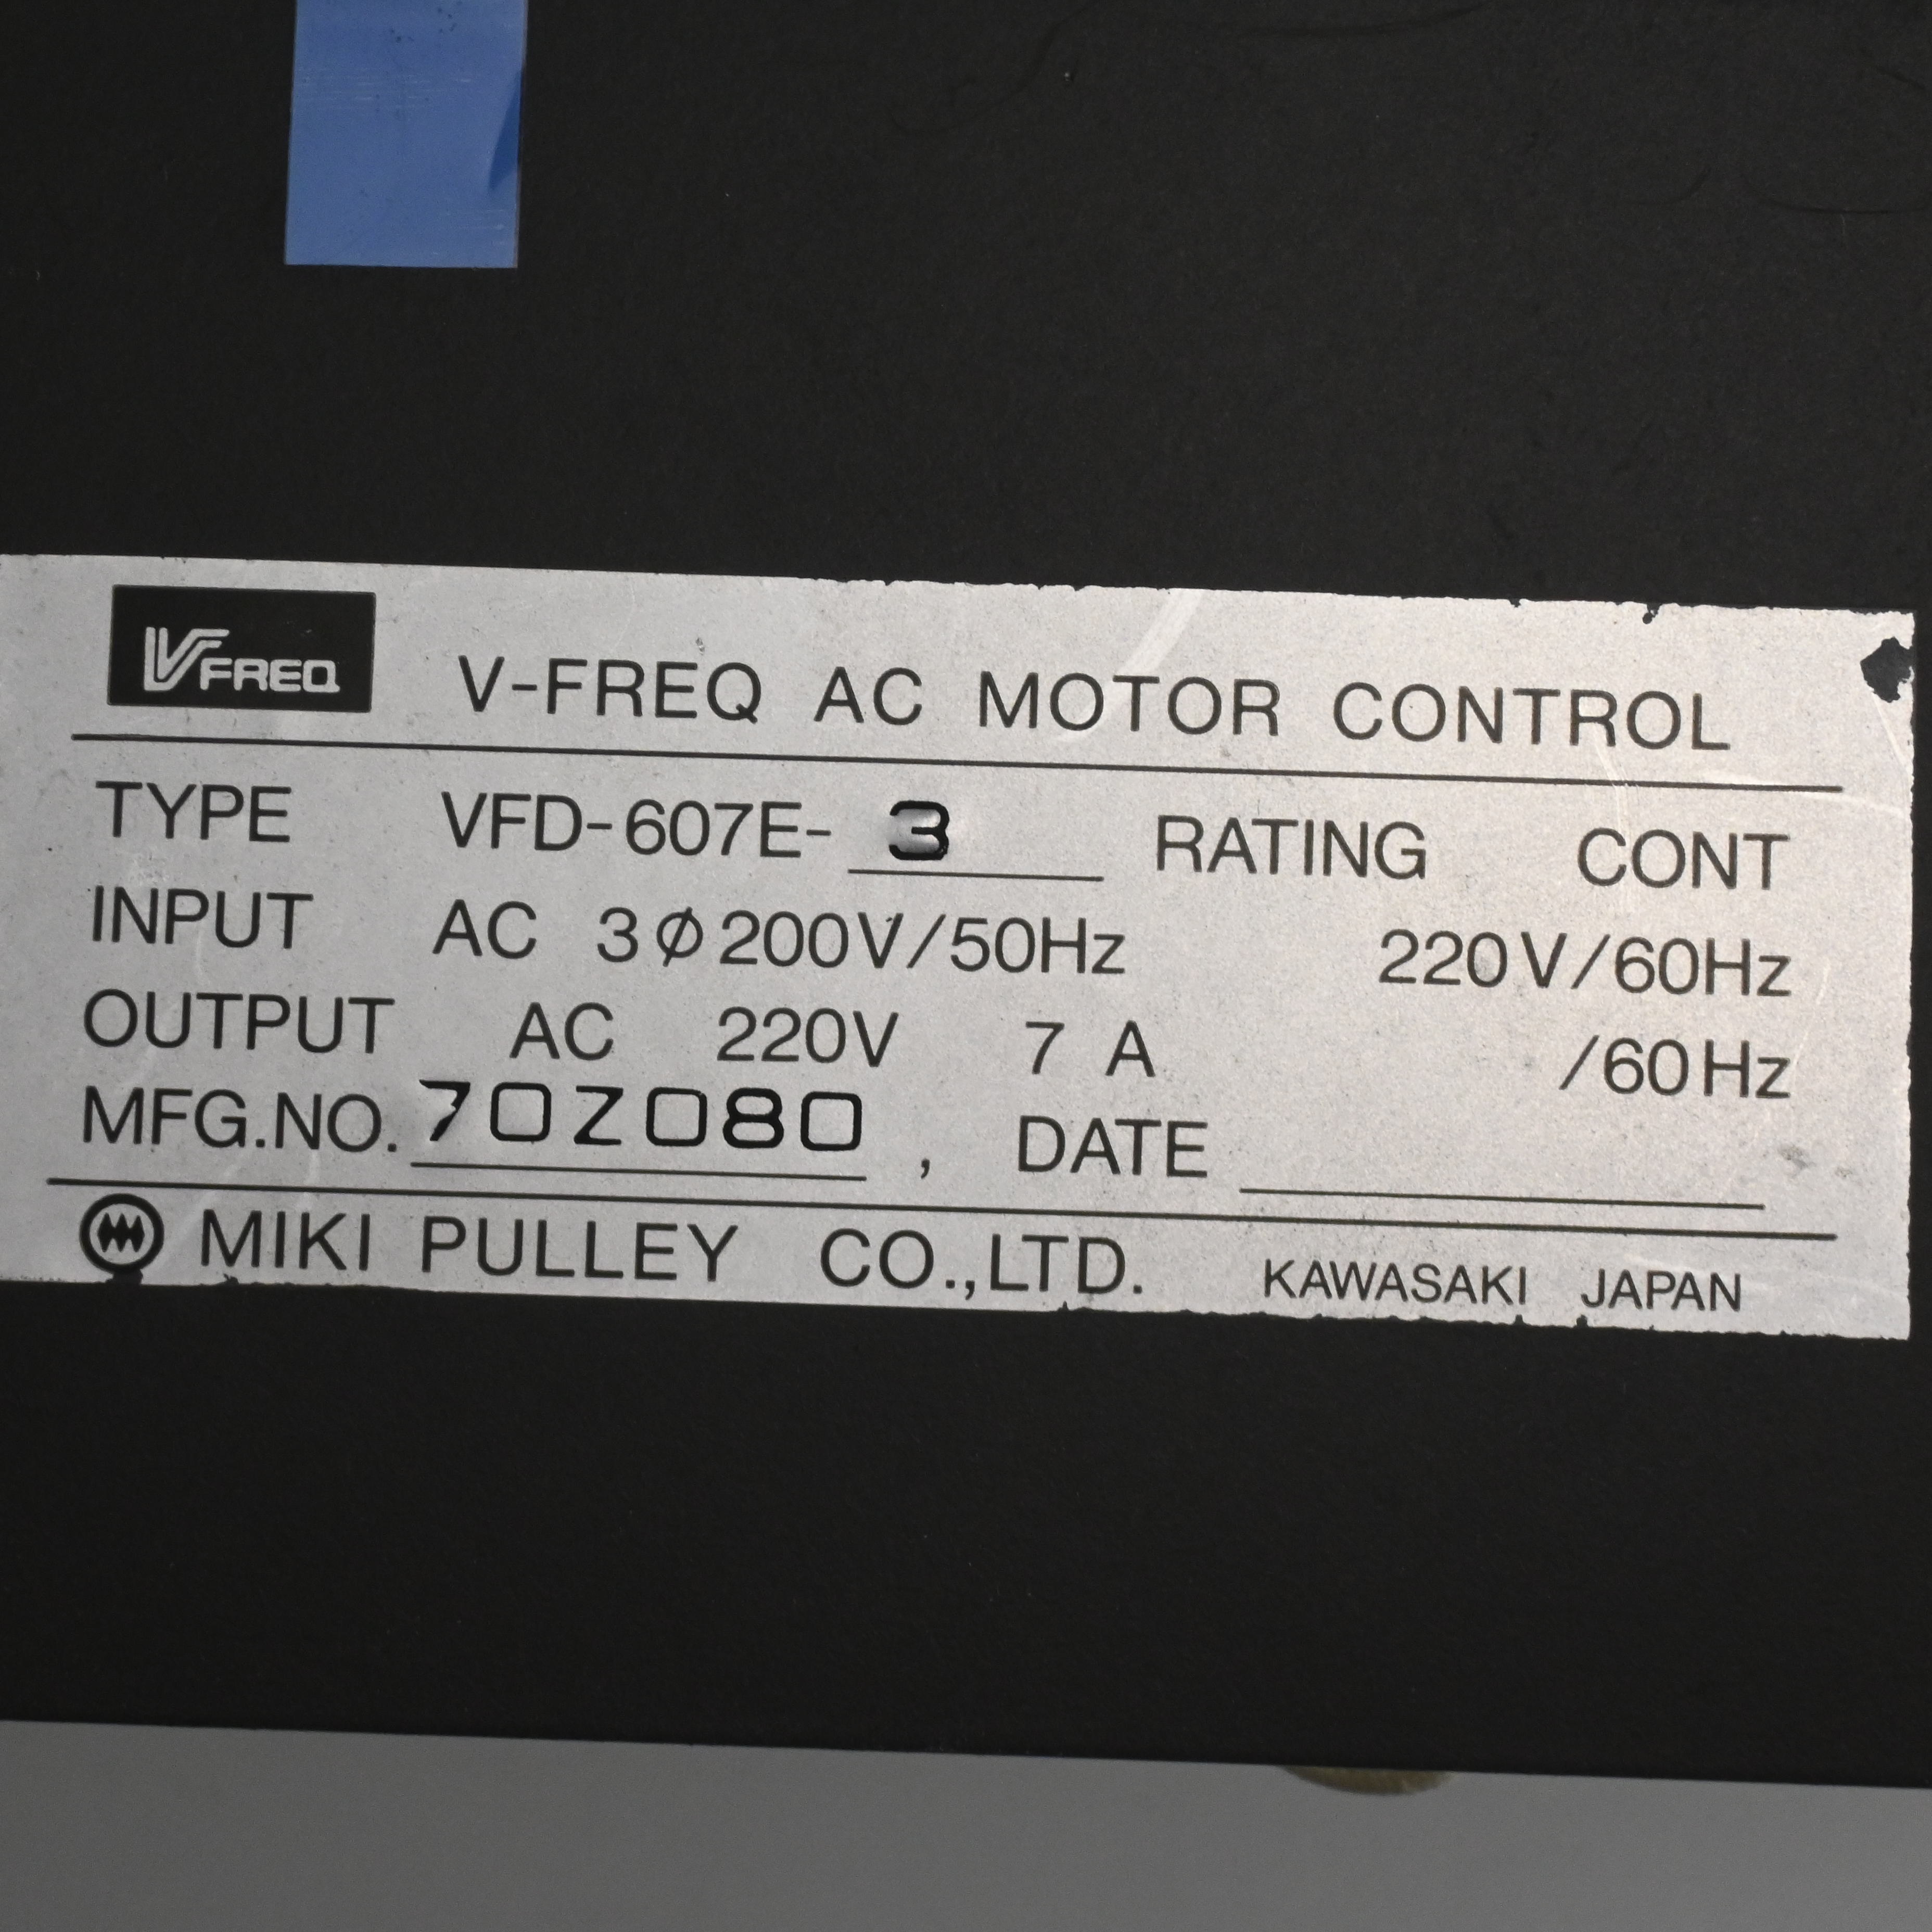 VFREQ V-FREQ AC MOTOR CONTROL
TYPE VFD-607E-3 RATING CONT
INPUT AC 3φ200V/50Hz 220V/60Hz
OUTPUT AC 220V 7 A /60Hz
MFG.NO. 70Z080 , DATE
MIKI PULLEY CO.,LTD. KAWASAKI JAPAN